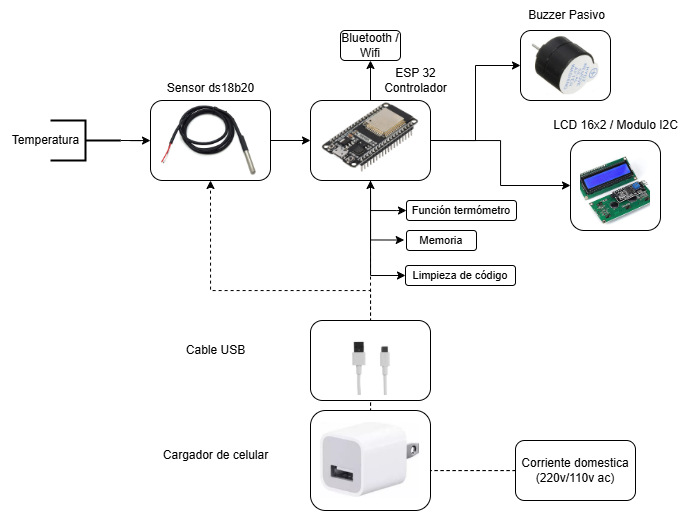 Buzzer Pasivo
Bluetooth /
Wifi
ESP 32
Controlador
Sensor ds18b20
LCD 16x2 / Modulo I2C
Temperatura
Función termómetro
Memoria
Limpieza de código
Cable USB
Cargador de celular
Corriente domestica
(220v/110v ac)